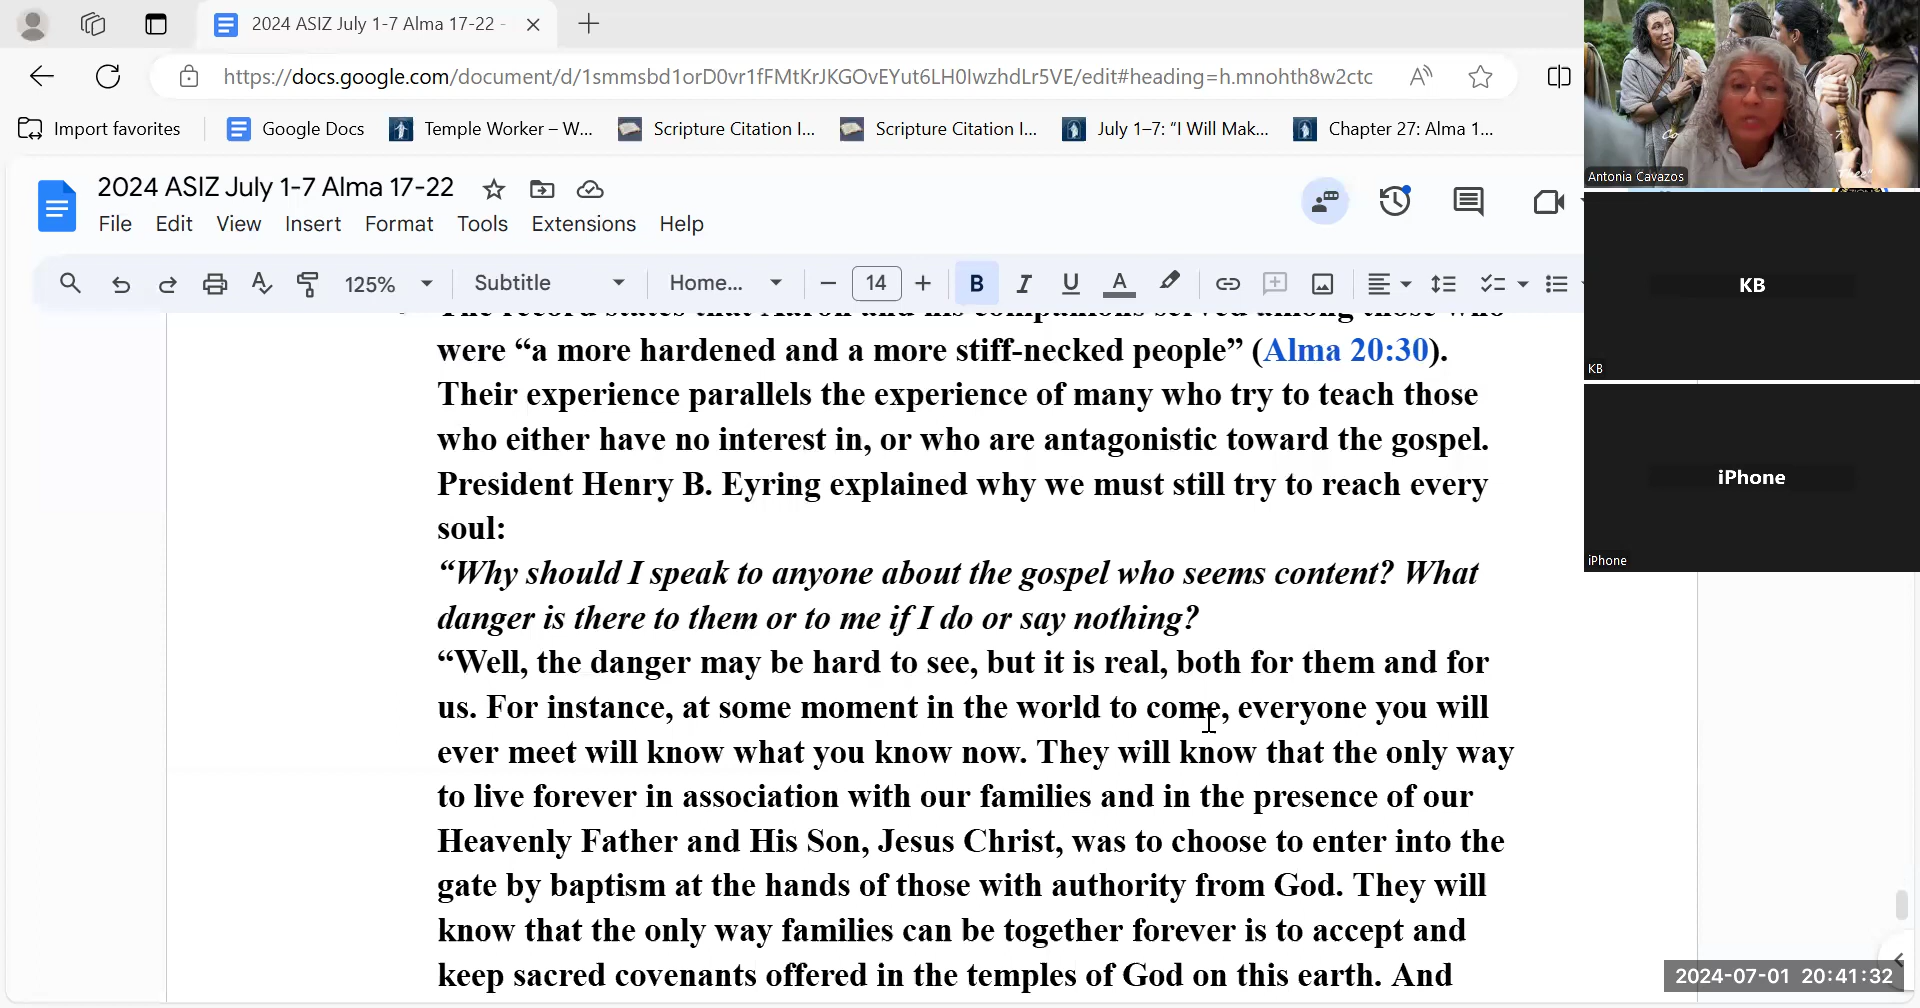 2024 ASIZ July 1-7 Alma 17-22 -
https://docs.google.com/document/d/1smmsbd1orD0vr1fFMtKrJKGOvEYut6LH0lwzhdLr5VE/edit#heading=h.mnohth8w2ctc
Import favorites
Google Docs
Temple Worker – W...
Scripture Citation I...
Scripture Citation I...
July 1–7: “I Will Mak...
Chapter 27: Alma 1...
Antonia Cavazos
2024 ASIZ July 1-7 Alma 17-22
File Edit View Insert Format Tools Extensions Help
125% Subtitle Home... 14 B I U A
KB
KB
iPhone
iPhone
The record states that Aaron and his companions served among those who
were “a more hardened and a more stiff-necked people” (Alma 20:30).
Their experience parallels the experience of many who try to teach those
who either have no interest in, or who are antagonistic toward the gospel.
President Henry B. Eyring explained why we must still try to reach every
soul:
“Why should I speak to anyone about the gospel who seems content? What
danger is there to them or to me if I do or say nothing?
“Well, the danger may be hard to see, but it is real, both for them and for
us. For instance, at some moment in the world to come, everyone you will
ever meet will know what you know now. They will know that the only way
to live forever in association with our families and in the presence of our
Heavenly Father and His Son, Jesus Christ, was to choose to enter into the
gate by baptism at the hands of those with authority from God. They will
know that the only way families can be together forever is to accept and
keep sacred covenants offered in the temples of God on this earth. And
2024-07-01 20:41:32